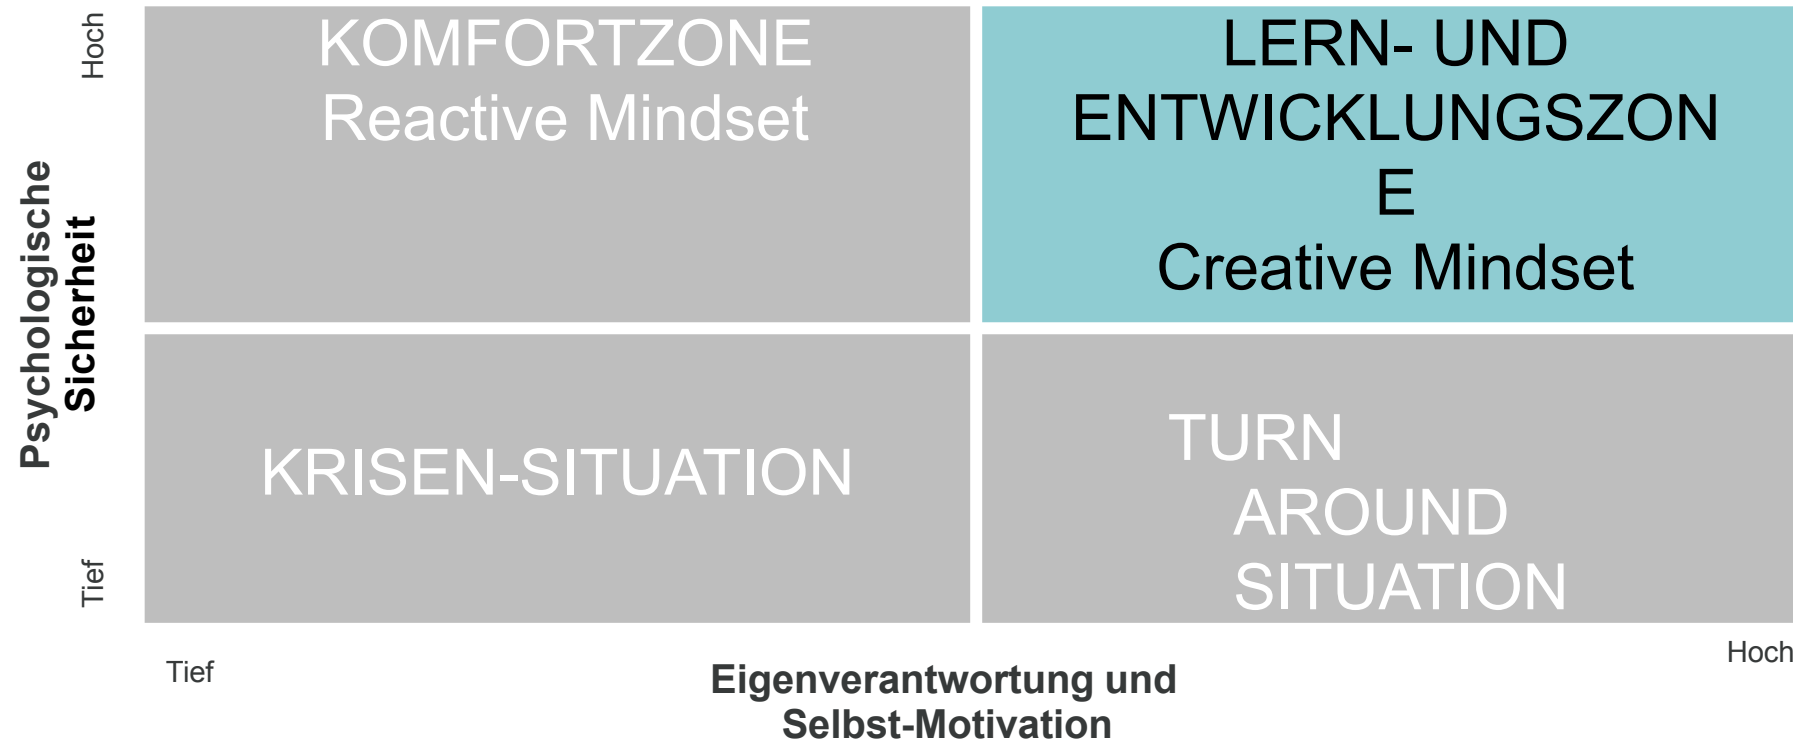 Hoch
KOMFORTZONE
Reactive Mindset
LERN- UND
ENTWICKLUNGSZON
E
Creative Mindset
Psychologische
Sicherheit
KRISEN-SITUATION
TURN
AROUND
SITUATION
Tief
Tief
Eigenverantwortung und
Selbst-Motivation
Hoch